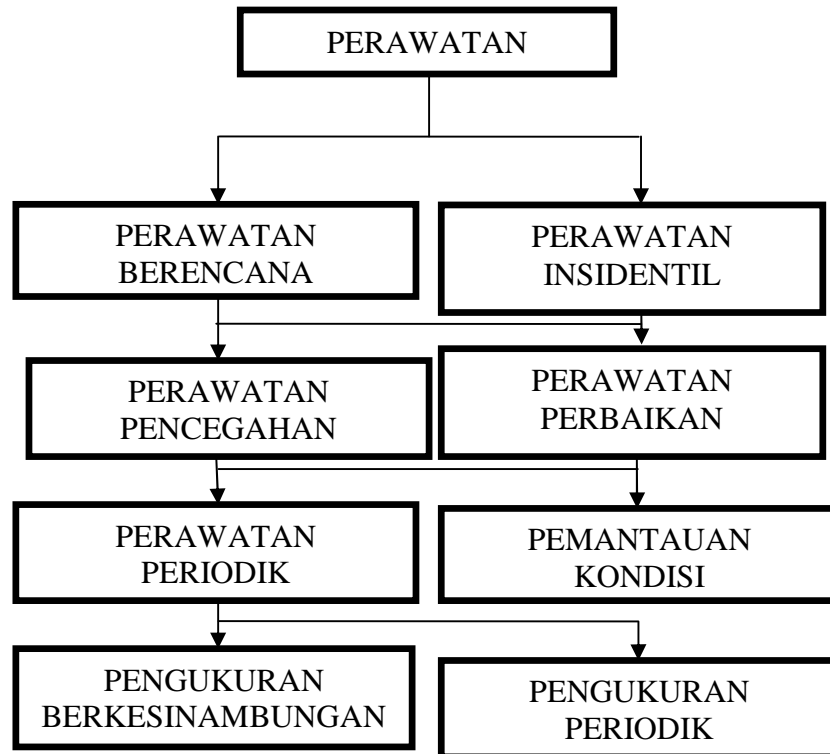 PERAWATAN
PERAWATAN
BERENCANA
PERAWATAN
INSIDENTIL
PERAWATAN
PENCEGAHAN
PERAWATAN
PERBAIKAN
PERAWATAN
PERIODIK
PEMANTAUAN
KONDISI
PENGUKURAN
BERKESINAMBUNGAN
PENGUKURAN
PERIODIK